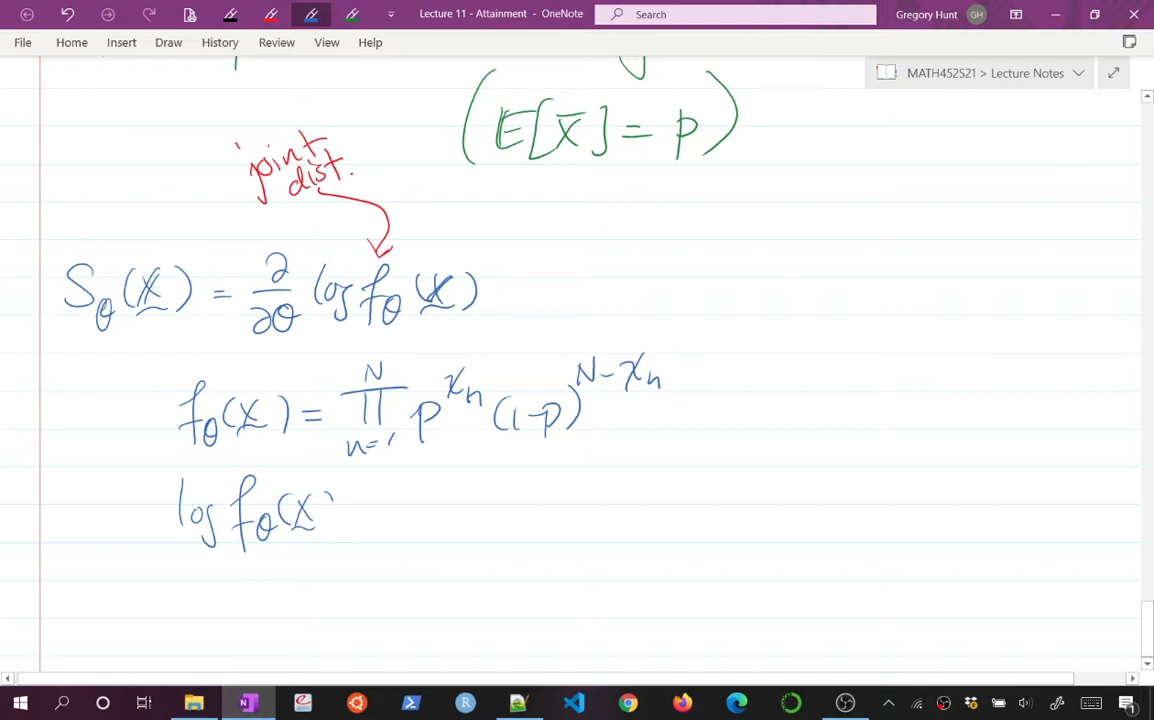 Lecture 11 - Attainment - OneNote
Search
Gregory Hunt
GH
File Home Insert Draw History Review View Help
MATH452S21 > Lecture Notes
(E[X̄] = p)
joint
dist.
S_θ(X̲) = ∂/∂θ log f_θ(x̲)
f_θ(x̲) = ∏_{n=1}^{N} p^{x_n} (1-p)^{N-x_n}
log f_θ(x̲)